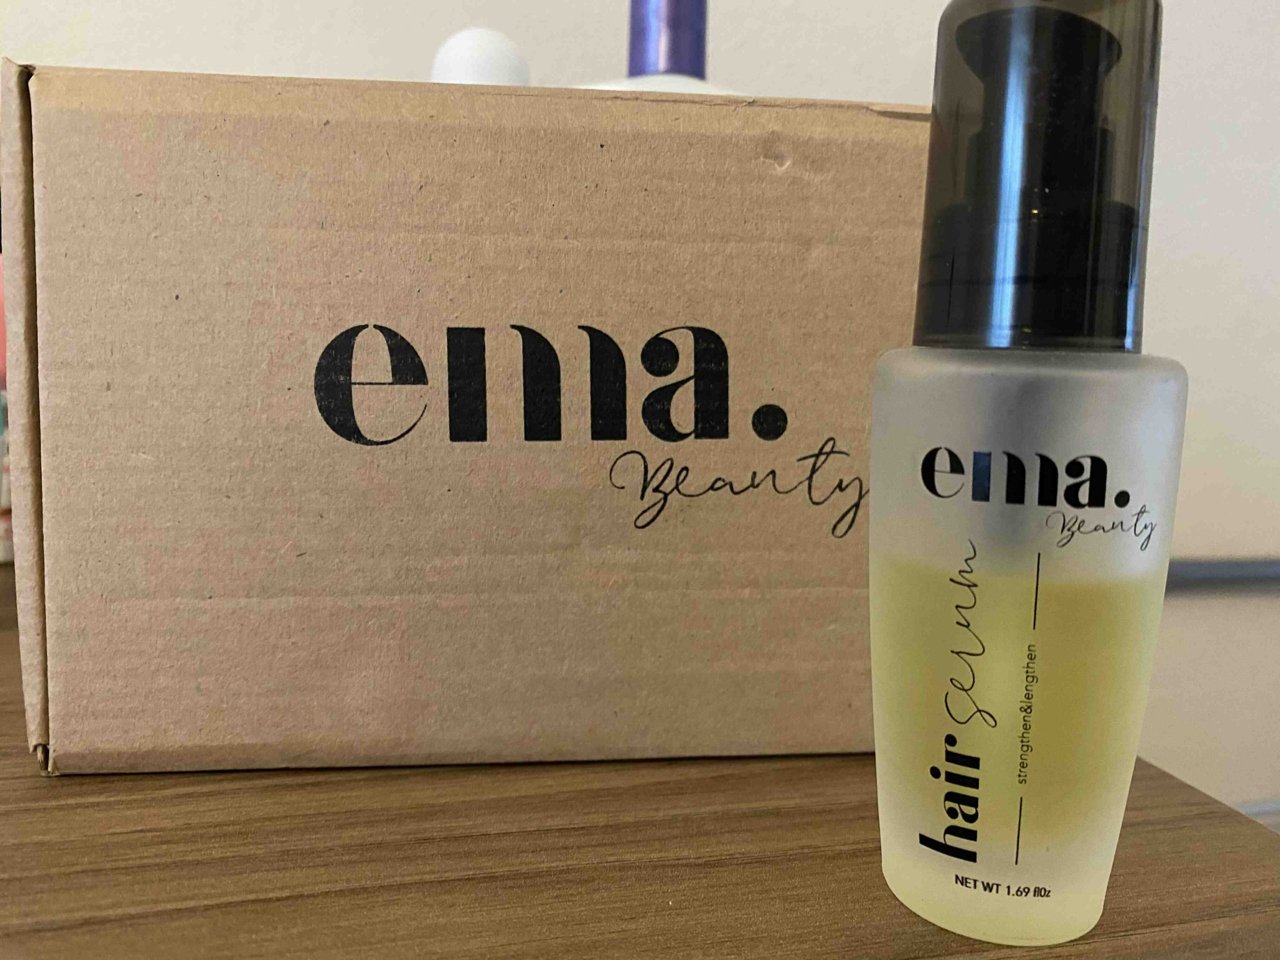 ema.
Beauty
ema.
Beauty
hair serum
strengthen&lengthen
NET WT 1.69 flOz